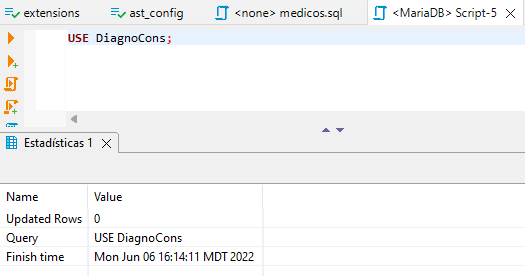 extensions ast_config <none> medicos.sql <MariaDB> Script-5
USE DiagnoCons;
Estadísticas 1
Name Value
Updated Rows 0
Query USE DiagnoCons
Finish time Mon Jun 06 16:14:11 MDT 2022